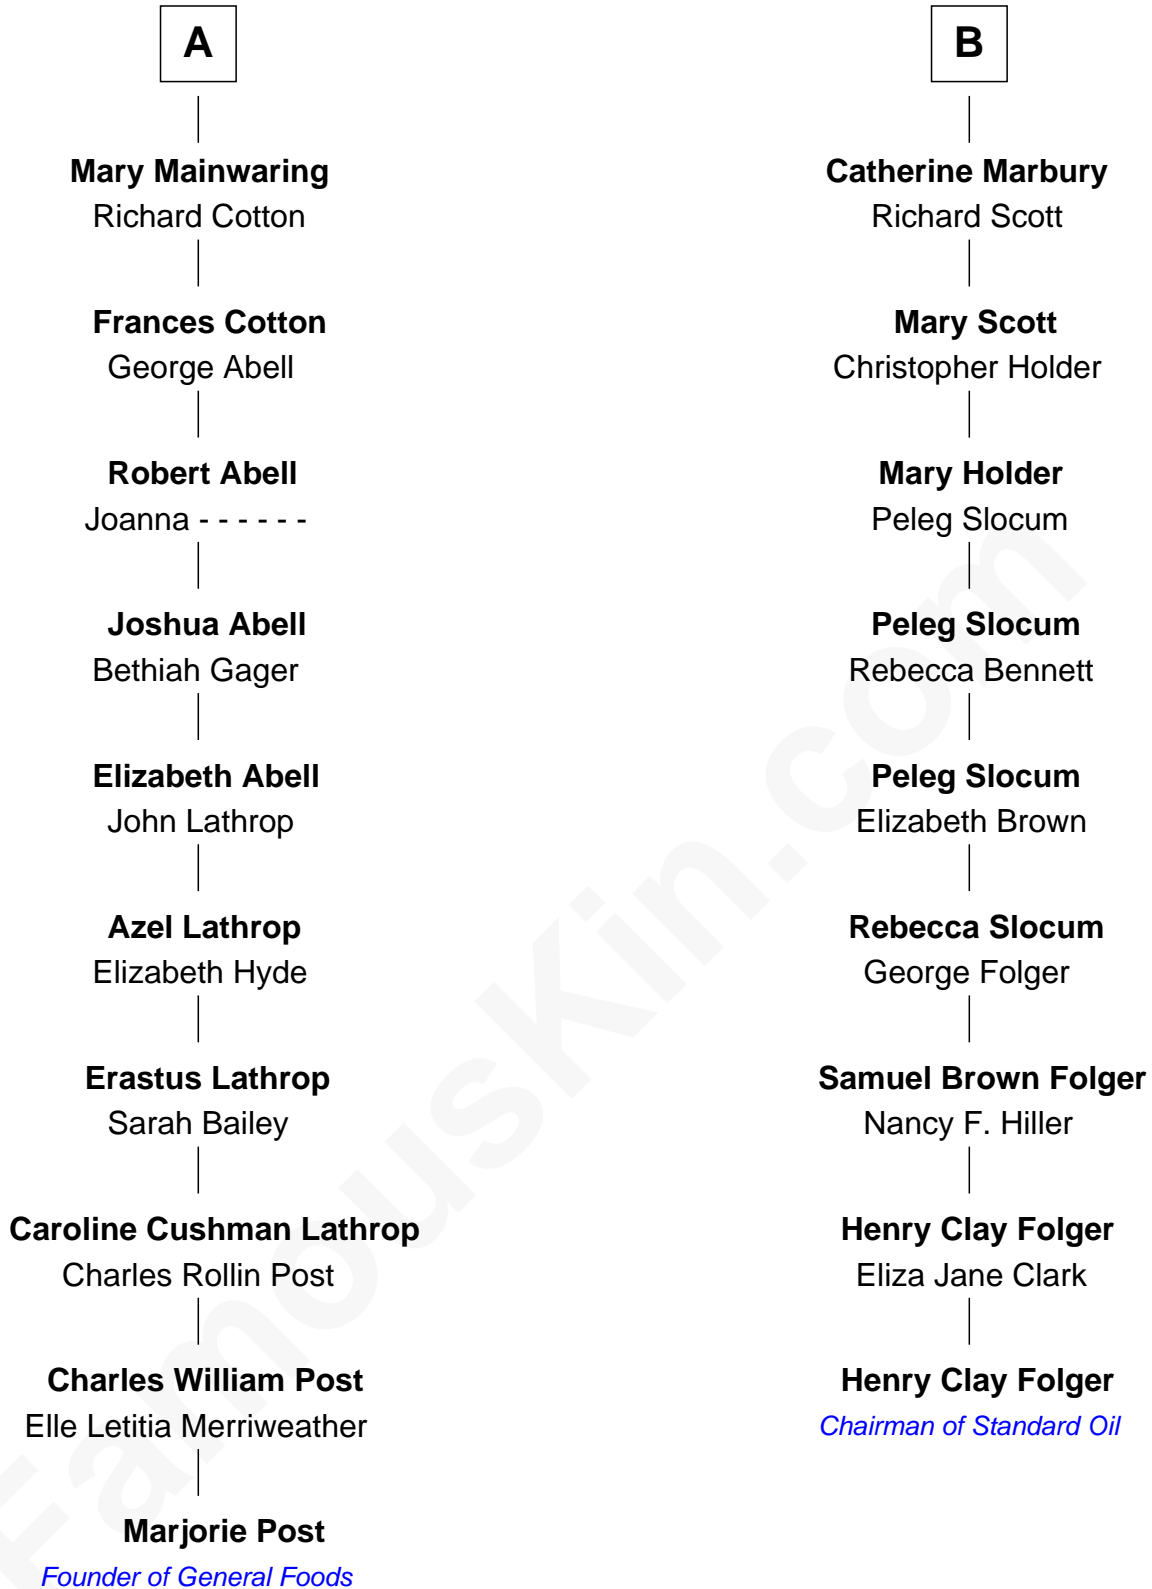 A
Mary Mainwaring
Richard Cotton
Frances Cotton
George Abell
Robert Abell
Joanna - - - - - -
Joshua Abell
Bethiah Gager
Elizabeth Abell
John Lathrop
Azel Lathrop
Elizabeth Hyde
Erastus Lathrop
Sarah Bailey
Caroline Cushman Lathrop
Charles Rollin Post
Charles William Post
Elle Letitia Merriweather
Marjorie Post
Founder of General Foods
B
Catherine Marbury
Richard Scott
Mary Scott
Christopher Holder
Mary Holder
Peleg Slocum
Peleg Slocum
Rebecca Bennett
Peleg Slocum
Elizabeth Brown
Rebecca Slocum
George Folger
Samuel Brown Folger
Nancy F. Hiller
Henry Clay Folger
Eliza Jane Clark
Henry Clay Folger
Chairman of Standard Oil
FamousKin.com